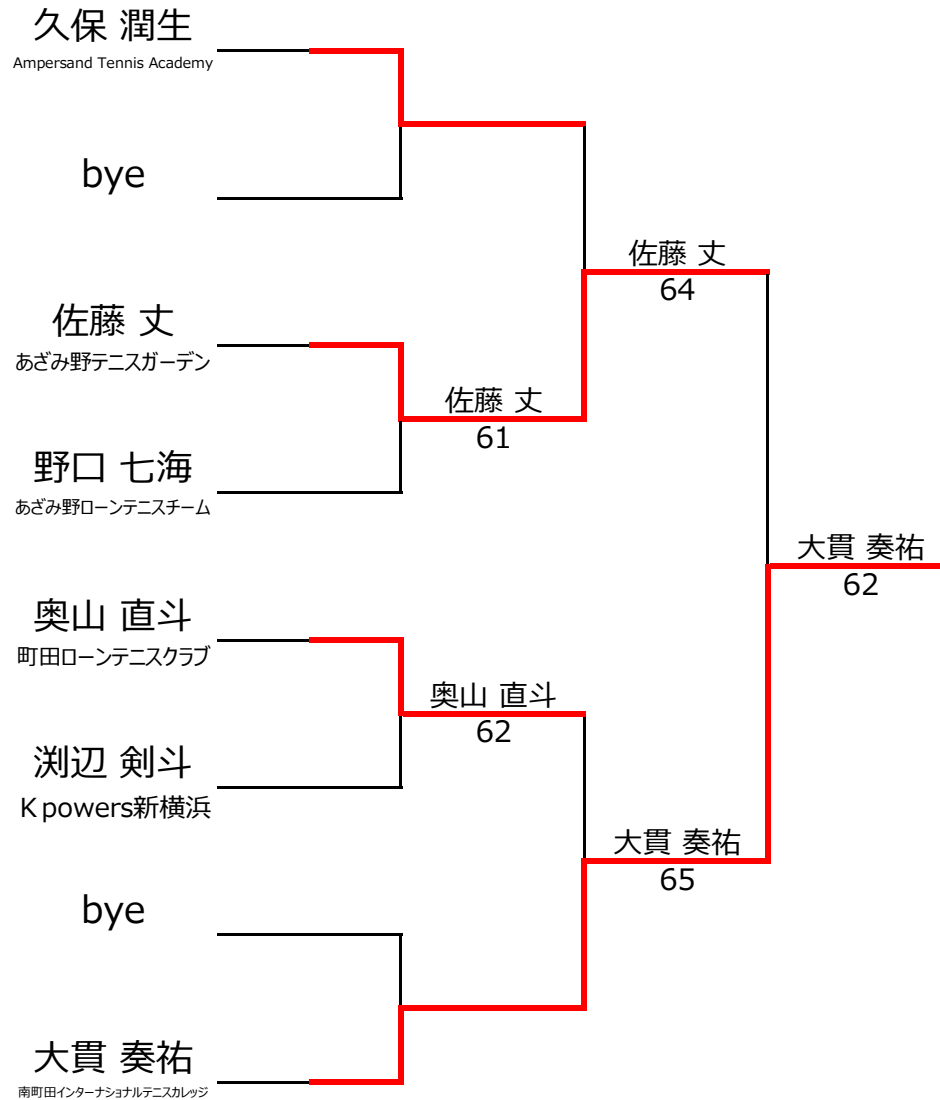 久保 潤生
Ampersand Tennis Academy
bye
佐藤 丈
64
佐藤 丈
あざみ野テニスガーデン
佐藤 丈
61
野口 七海
あざみ野ローンテニスチーム
大貫 奏祐
62
奥山 直斗
町田ローンテニスクラブ
奥山 直斗
62
渕辺 剣斗
K powers新横浜
大貫 奏祐
65
bye
大貫 奏祐
南町田インターナショナルテニスカレッジ